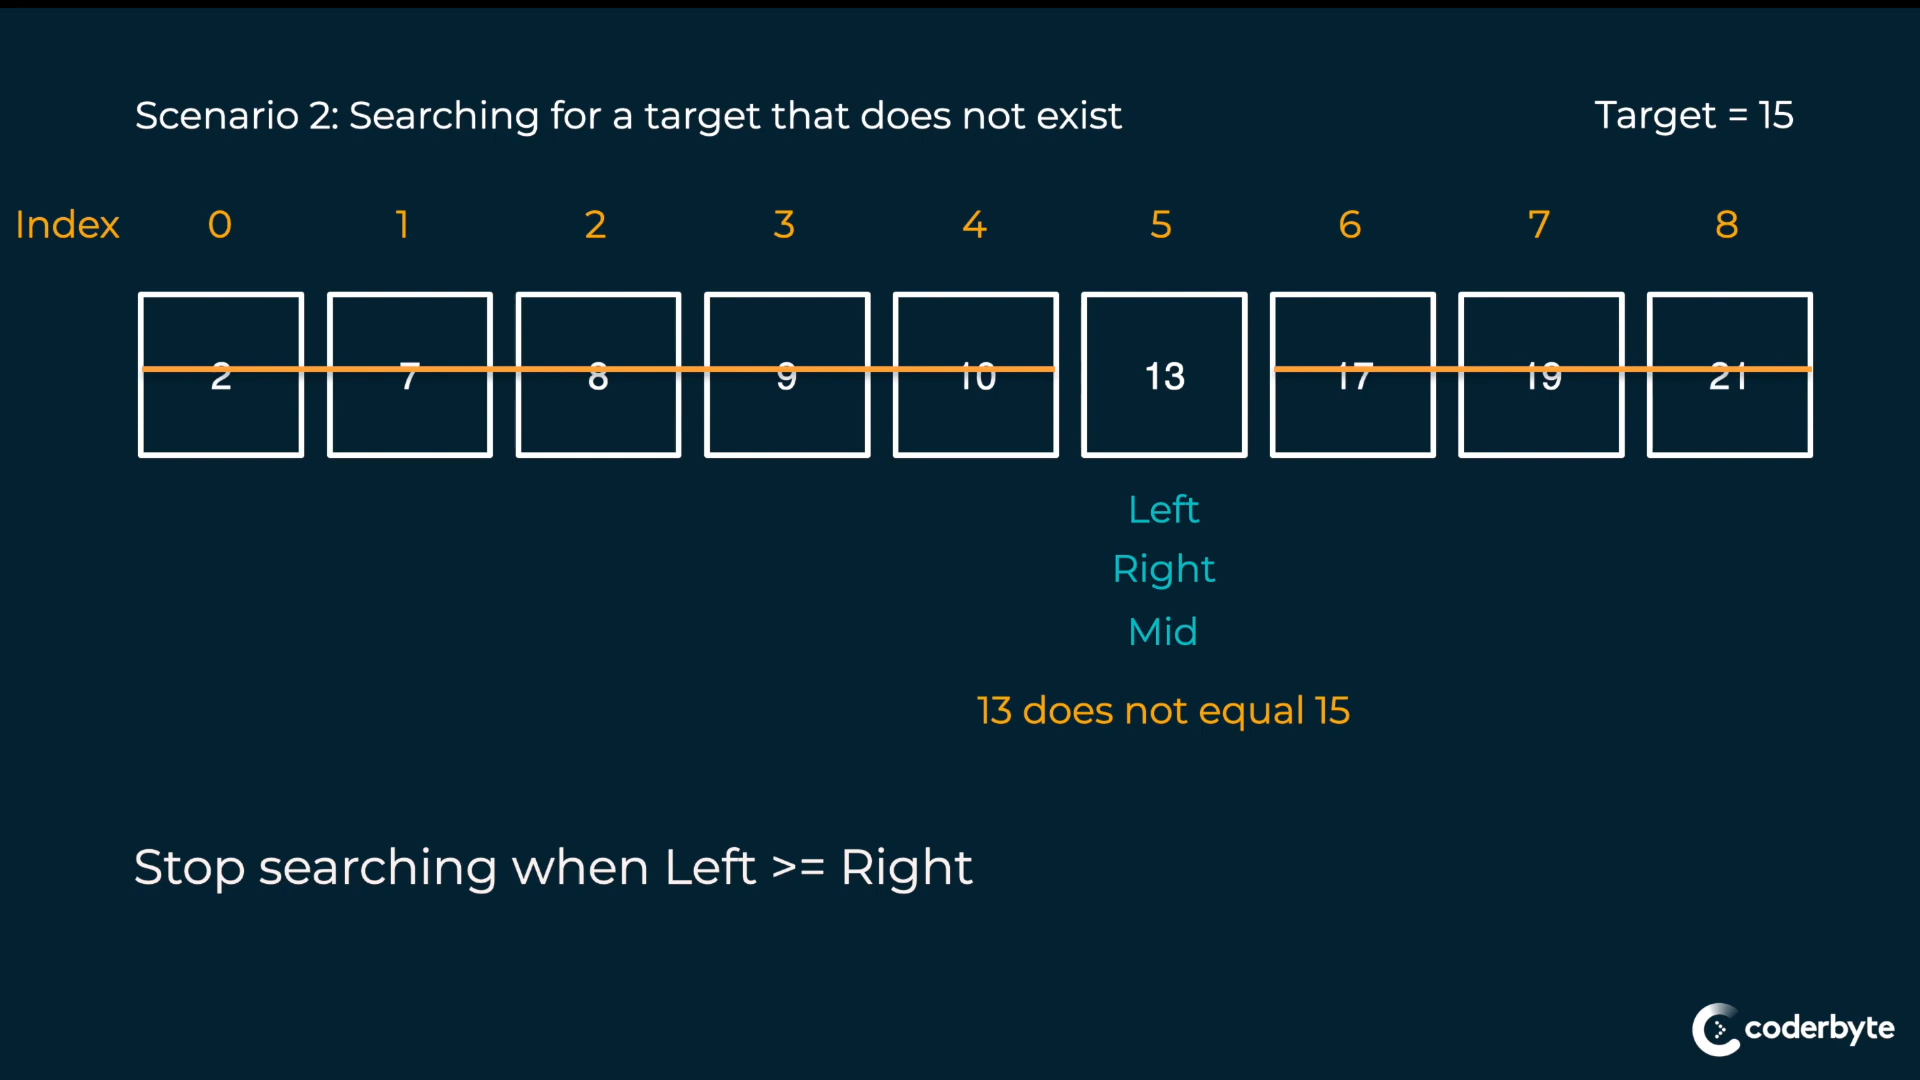 Scenario 2: Searching for a target that does not exist Target = 15
Index 0 1 2 3 4 5 6 7 8
2 7 8 9 10 13 17 19 21
Left
Right
Mid
13 does not equal 15
Stop searching when Left >= Right
coderbyte